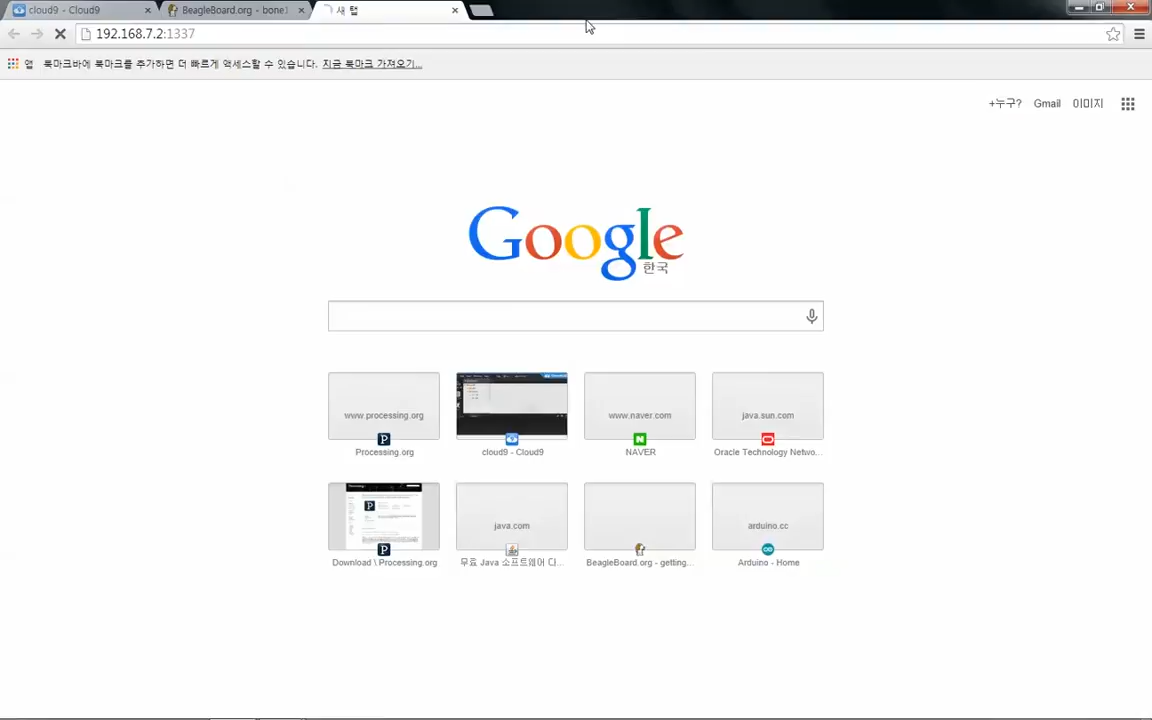 cloud9 - Cloud9
BeagleBoard.org - bone
새 탭
192.168.7.2:1337
앱 북마크바에 북마크를 추가하면 더 빠르게 액세스할 수 있습니다. 지금 북마크 가져오기...
+누구? Gmail 이미지
Google
한국
www.processing.org
www.naver.com
java.sun.com
Processing.org
cloud9 - Cloud9
NAVER
Oracle Technology Netwo...
java.com
arduino.cc
Download \ Processing.org
무료 Java 소프트웨어 다...
BeagleBoard.org - getting...
Arduino - Home